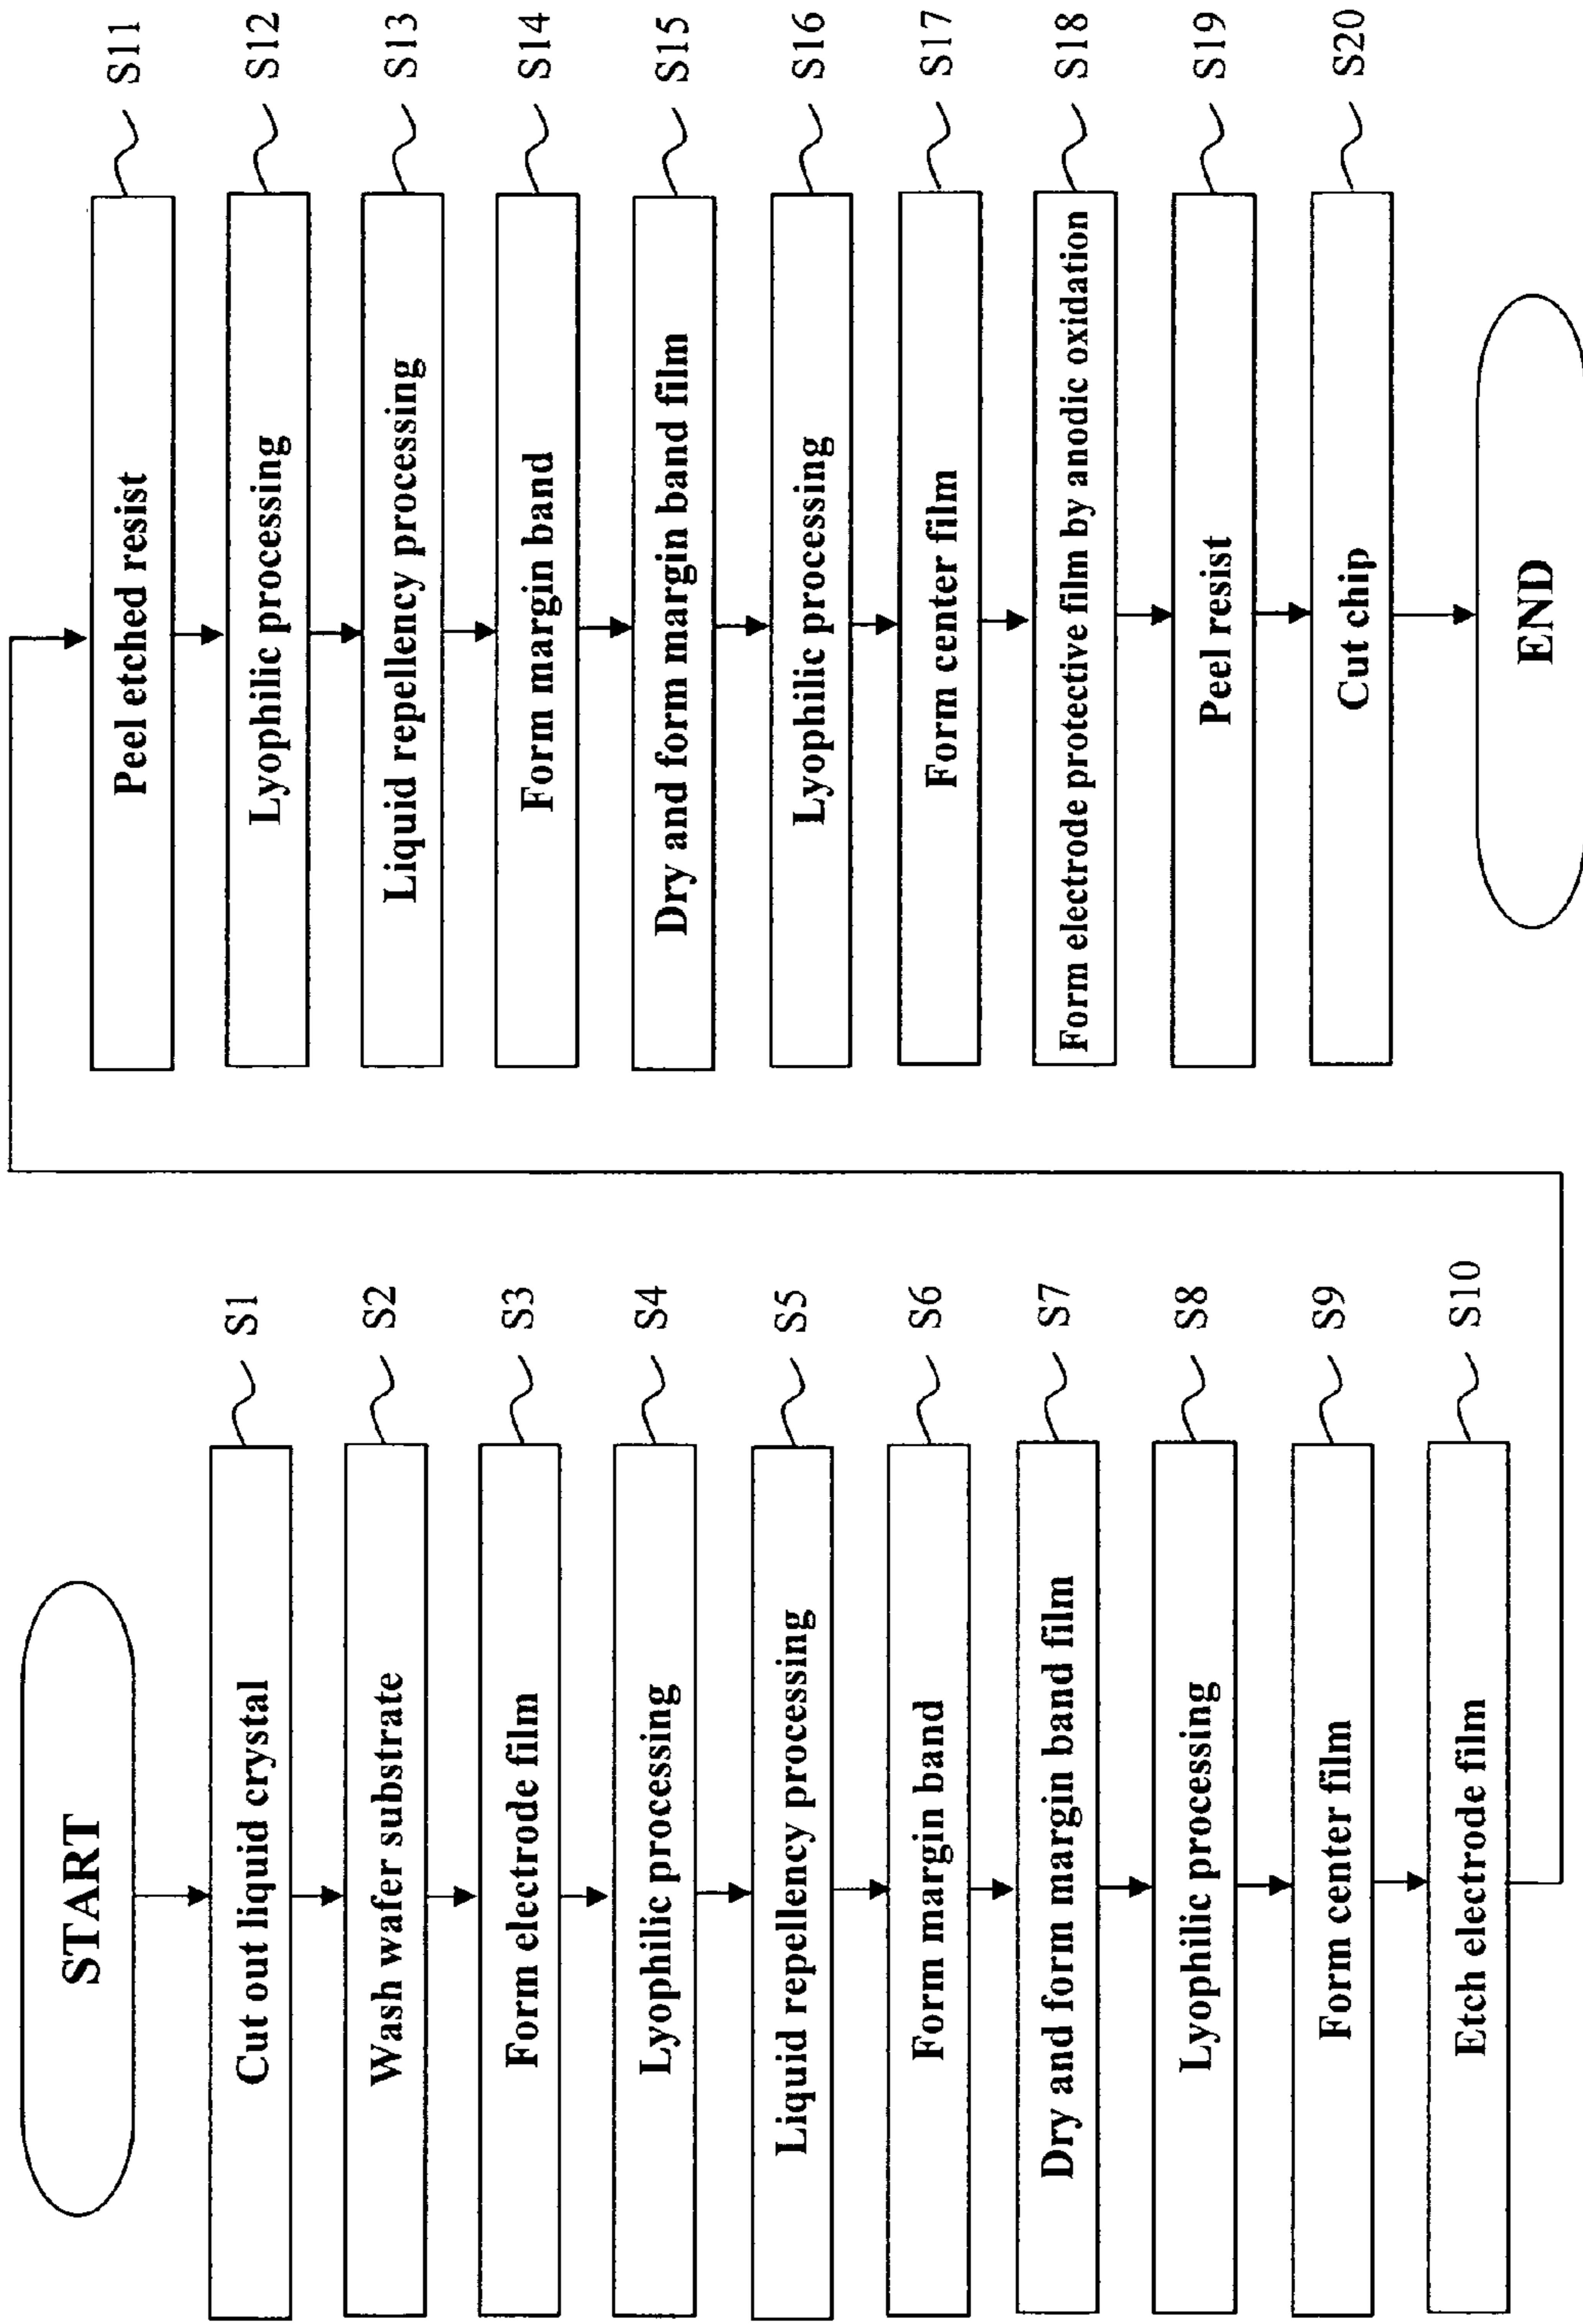 START
Cut out liquid crystal
S1
Wash wafer substrate
S2
Form electrode film
S3
Lyophilic processing
S4
Liquid repellency processing
S5
Form margin band
S6
Dry and form margin band film
S7
Lyophilic processing
S8
Form center film
S9
Etch electrode film
S10
Peel etched resist
S11
Lyophilic processing
S12
Liquid repellency processing
S13
Form margin band
S14
Dry and form margin band film
S15
Lyophilic processing
S16
Form center film
S17
Form electrode protective film by anodic oxidation
S18
Peel resist
S19
Cut chip
S20
END